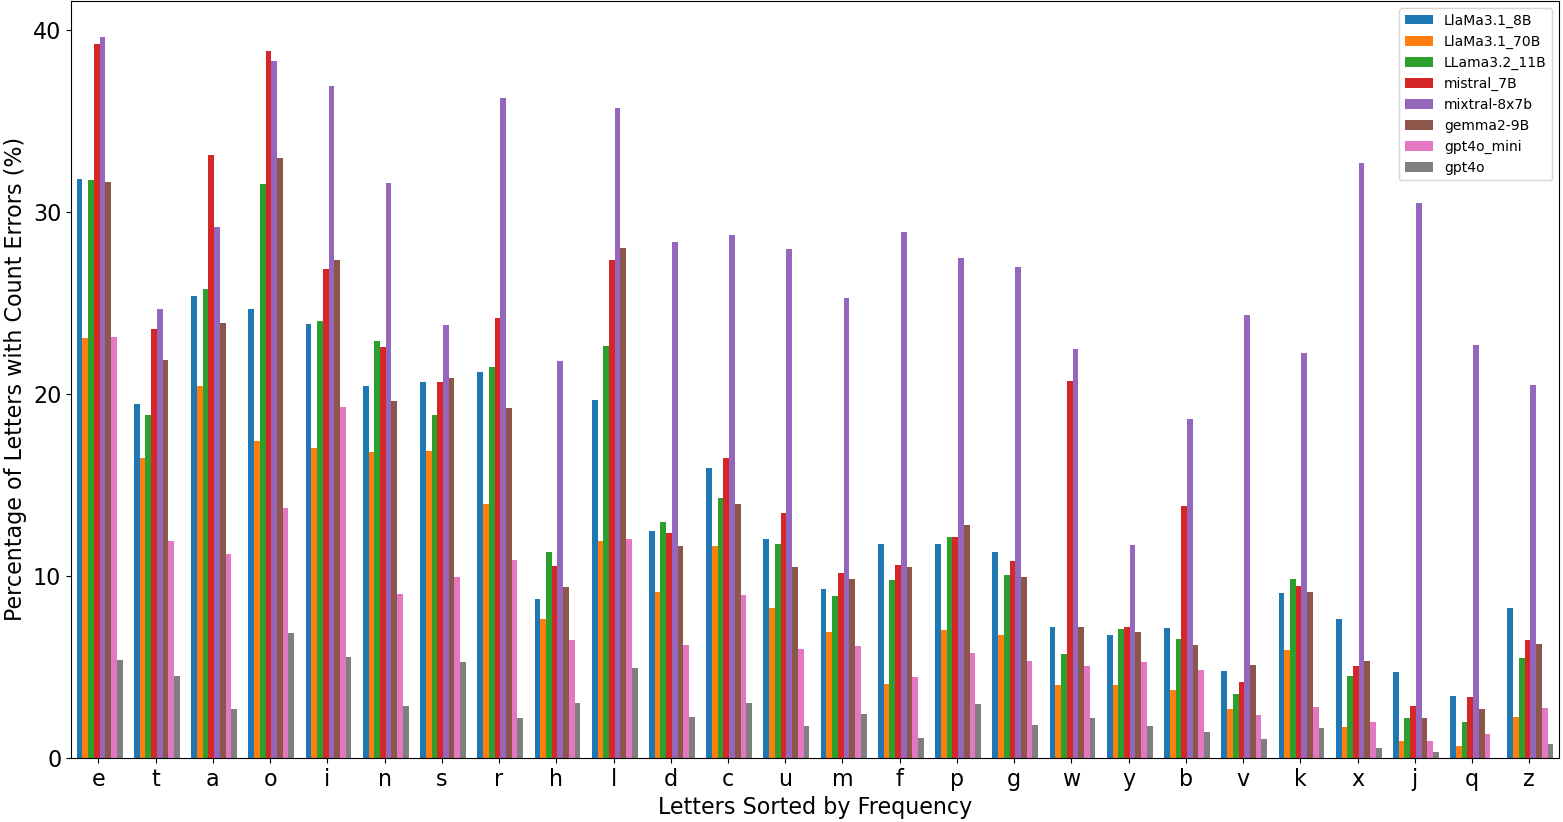 Percentage of Letters with Count Errors (%)
40
30
20
10
0
LlaMa3.1_8B
LlaMa3.1_70B
LLama3.2_11B
mistral_7B
mixtral-8x7b
gemma2-9B
gpt4o_mini
gpt4o
e t a o i n s r h l d c u m f p g w y b v k x j q z
Letters Sorted by Frequency